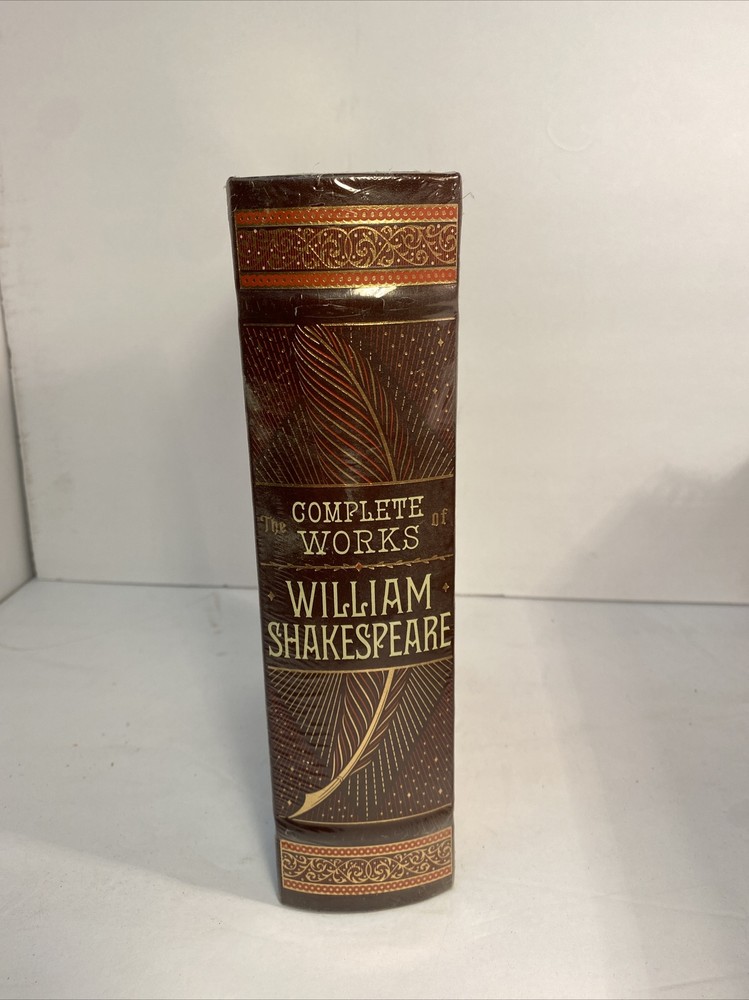 The COMPLETE of
WORKS
WILLIAM
SHAKESPEARE